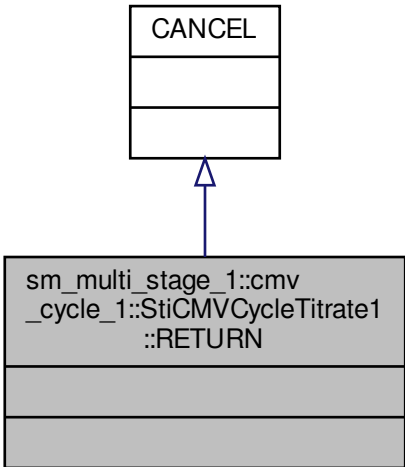 CANCEL
sm_multi_stage_1::cmv
_cycle_1::StiCMVCycleTitrate1
::RETURN